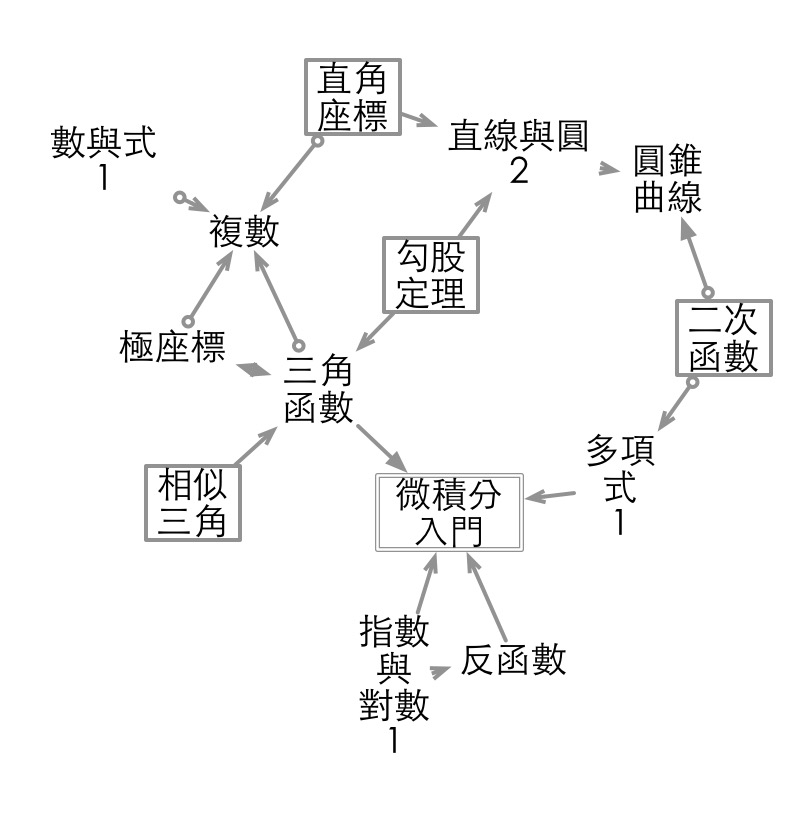 直角
座標
數與式
1
直線與圓
2
圓錐
曲線
複數
勾股
定理
二次
函數
極座標
三角
函數
多項
式
1
相似
三角
微積分
入門
指數
與
對數
1
反函數